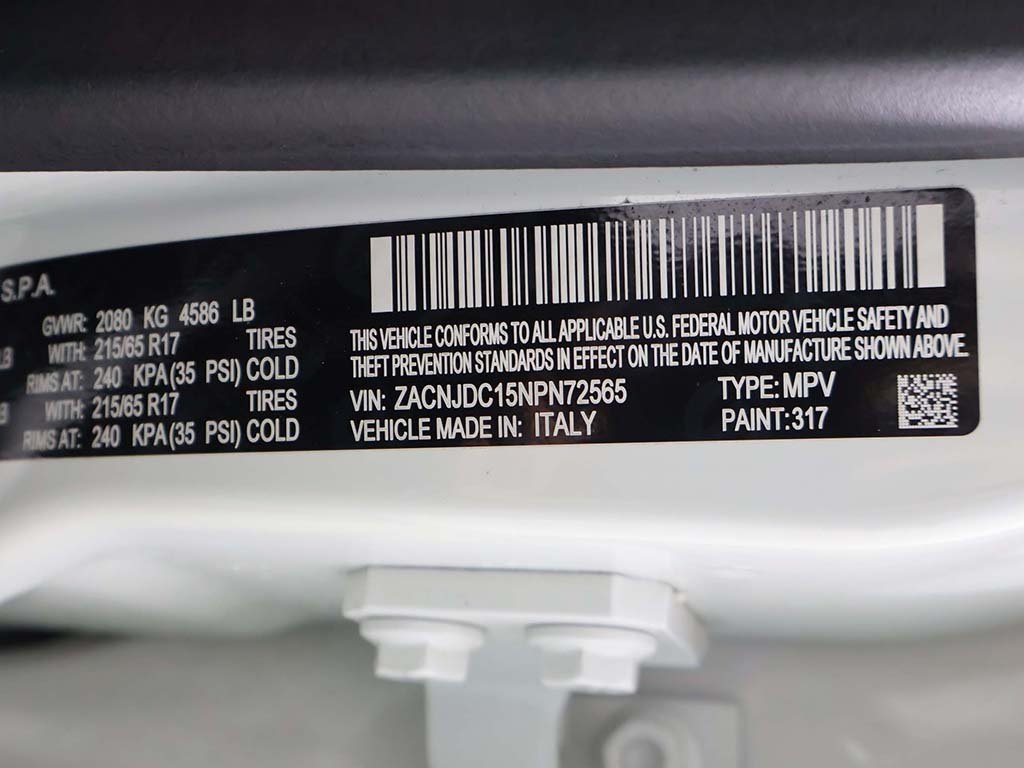 S.P.A.
GVWR: 2080 KG 4586 LB
LB WITH: 215/65 R17 TIRES
RIMS AT: 240 KPA(35 PSI) COLD
WITH: 215/65 R17 TIRES
RIMS AT: 240 KPA(35 PSI) COLD
THIS VEHICLE CONFORMS TO ALL APPLICABLE U.S. FEDERAL MOTOR VEHICLE SAFETY AND
THEFT PREVENTION STANDARDS IN EFFECT ON THE DATE OF MANUFACTURE SHOWN ABOVE.
VIN: ZACNJDC15NPN72565 TYPE: MPV
VEHICLE MADE IN: ITALY PAINT: 317